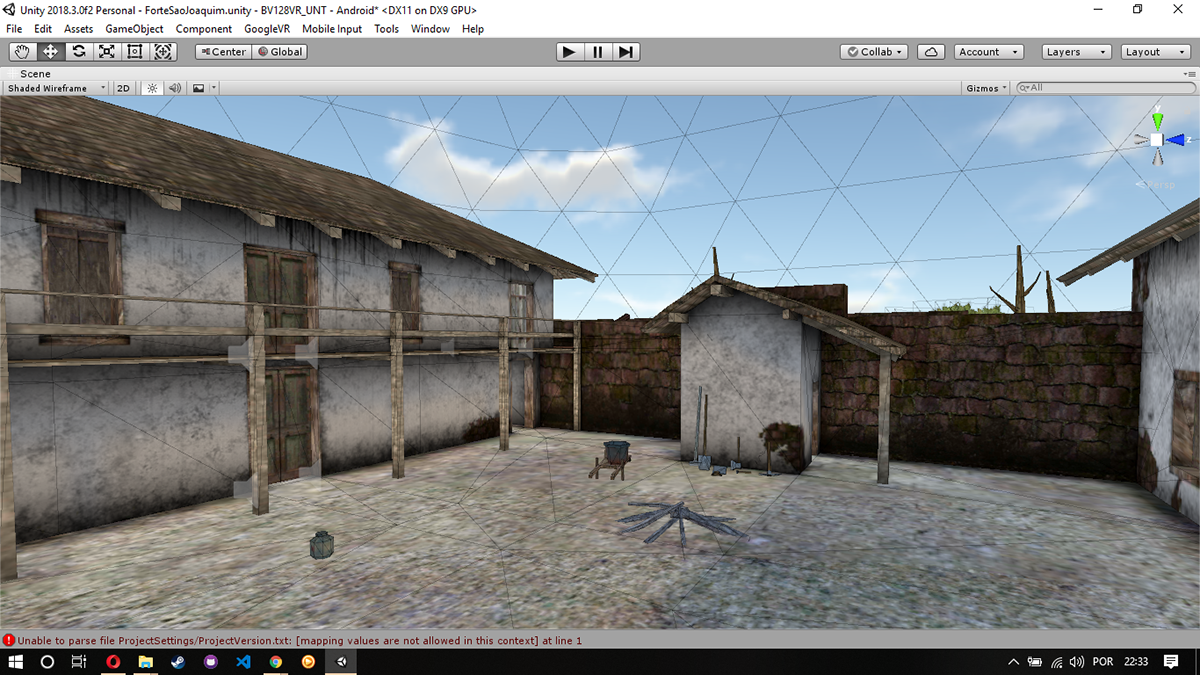 Unity 2018.3.0f2 Personal - ForteSaoJoaquim.unity - BV128VR_UNT - Android* <DX11 on DX9 GPU>
File Edit Assets GameObject Component GoogleVR Mobile Input Tools Window Help
Center Global Collab Account Layers Layout
Scene
Shaded Wireframe 2D Gizmos All
y
z
Persp
Unable to parse file ProjectSettings/ProjectVersion.txt: [mapping values are not allowed in this context] at line 1
POR 22:33